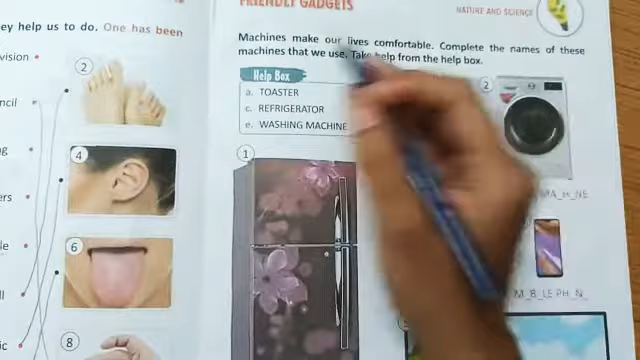 ey help us to do. One has been
vision
2
ncil
4
ng
ers
6
le
ll
8
ic
FRIENDLY GADGETS
NATURE AND SCIENCE
Machines make our lives comfortable. Complete the names of these
machines that we use. Take help from the help box.
Help Box
a. TOASTER
c. REFRIGERATOR
e. WASHING MACHINE
1
2
MA_H_NE
M_B_LE PH_N_